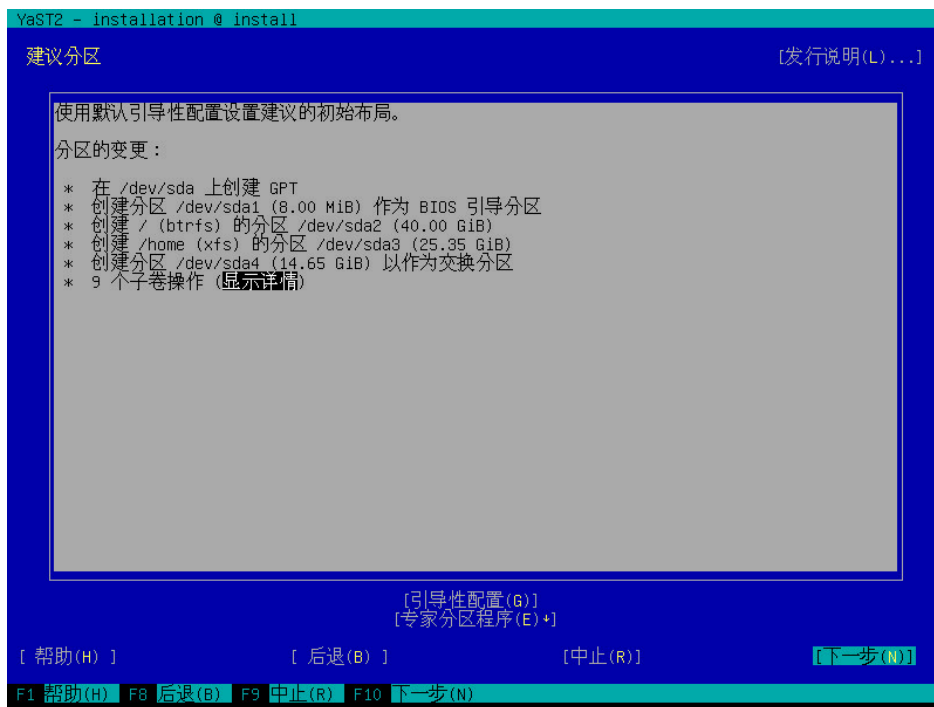 YaST2 - installation @ install
建议分区 [发行说明(L)...]
使用默认引导性配置设置建议的初始布局。
分区的变更：
* 在 /dev/sda 上创建 GPT
* 创建分区 /dev/sda1 (8.00 MiB) 作为 BIOS 引导分区
* 创建 / (btrfs) 的分区 /dev/sda2 (40.00 GiB)
* 创建 /home (xfs) 的分区 /dev/sda3 (25.35 GiB)
* 创建分区 /dev/sda4 (14.65 GiB) 以作为交换分区
* 9 个子卷操作 (显示详情)
[引导性配置(G)]
[专家分区程序(E)↓]
[ 帮助(H) ] [ 后退(B) ] [中止(R)] [下一步(N)]
F1 帮助(H) F8 后退(B) F9 中止(R) F10 下一步(N)